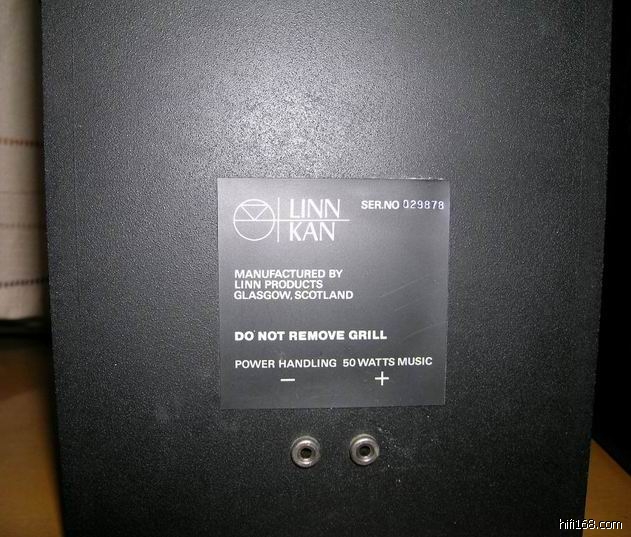 LINN
KAN
SER.NO 029878
MANUFACTURED BY
LINN PRODUCTS
GLASGOW, SCOTLAND
DO NOT REMOVE GRILL
POWER HANDLING 50 WATTS MUSIC
− +
hifi168.com